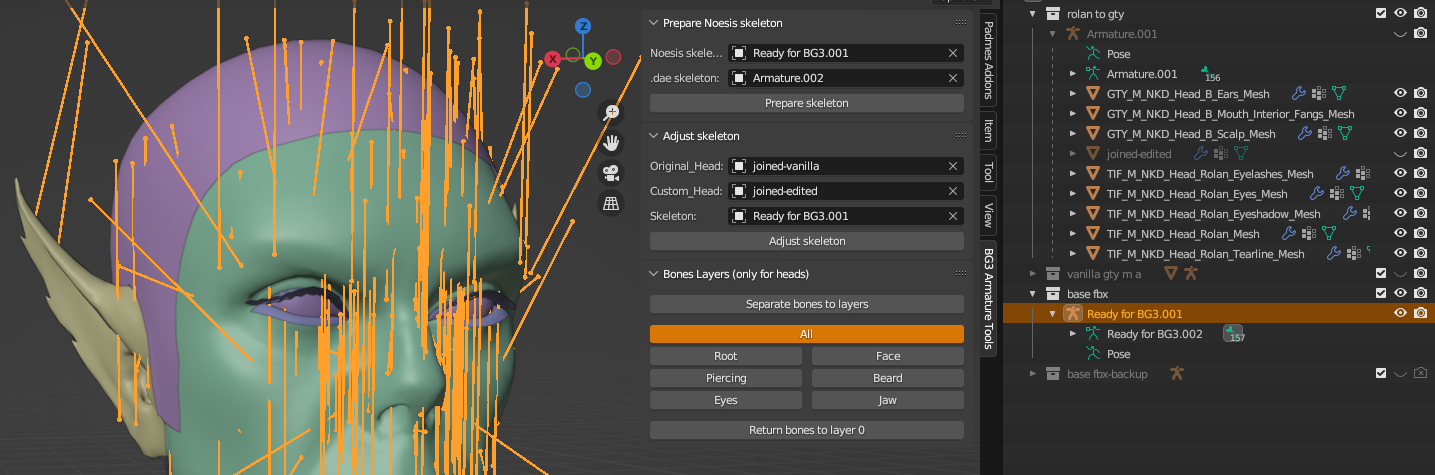 Z
X
Y
Prepare Noesis skeleton
Noesis skele... Ready for BG3.001
.dae skeleton: Armature.002
Prepare skeleton
Adjust skeleton
Original_Head: joined-vanilla
Custom_Head: joined-edited
Skeleton: Ready for BG3.001
Adjust skeleton
Bones Layers (only for heads)
Separate bones to layers
All
Root Face
Piercing Beard
Eyes Jaw
Return bones to layer 0
Padmes Addons
Item
Tool
View
BG3 Armature Tools
rolan to gty
Armature.001
Pose
Armature.001 156
GTY_M_NKD_Head_B_Ears_Mesh
GTY_M_NKD_Head_B_Mouth_Interior_Fangs_Mesh
GTY_M_NKD_Head_B_Scalp_Mesh
joined-edited
TIF_M_NKD_Head_Rolan_Eyelashes_Mesh
TIF_M_NKD_Head_Rolan_Eyes_Mesh
TIF_M_NKD_Head_Rolan_Eyeshadow_Mesh
TIF_M_NKD_Head_Rolan_Mesh
TIF_M_NKD_Head_Rolan_Tearline_Mesh
vanilla gty m a
base fbx
Ready for BG3.001
Ready for BG3.002 157
Pose
base fbx-backup